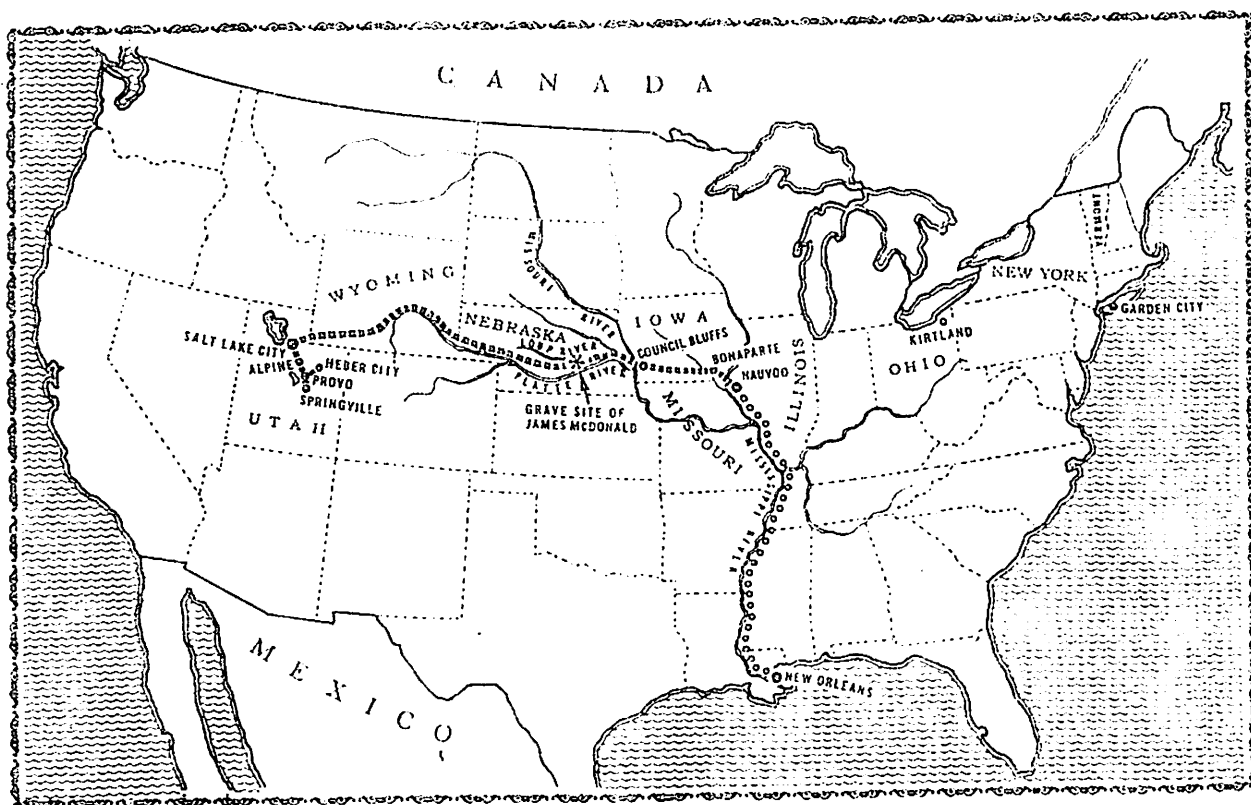 CANADA
WYOMING
NEBRASKA
LOUP RIVER
PLATTE RIVER
MISSOURI RIVER
IOWA
COUNCIL BLUFFS
BONAPARTE
NAUVOO
ILLINOIS
OHIO
KIRTLAND
NEW YORK
GARDEN CITY
SALT LAKE CITY
ALPINE
HEBER CITY
PROVO
SPRINGVILLE
UTAH
GRAVE SITE OF
JAMES MCDONALD
MISSOURI
MISSISSIPPI RIVER
NEW ORLEANS
MEXICO